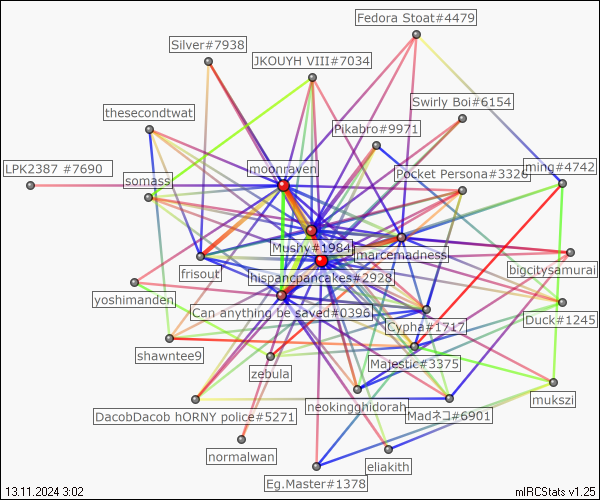 Fedora Stoat#4479
Silver#7938
JKOUYH VIII#7034
Swirly Boi#6154
thesecondtwat
Pikabro#9971
LPK2387 #7690
moonraven
Pocket Persona#3326
ming#4742
somass
Mushy#1984
marcemadness
frisout
hispancpancakes#2928
bigcitysamurai
yoshimanden
Can anything be saved#0396
Cypha#1717
Duck#1245
shawntee9
Majestic#3375
zebula
DacobDacob hORNY police#5271
neokingghidorah
Madネコ#6901
mukszi
normalwan
eliakith
Eg.Master#1378
13.11.2024 3:02
mIRCStats v1.25